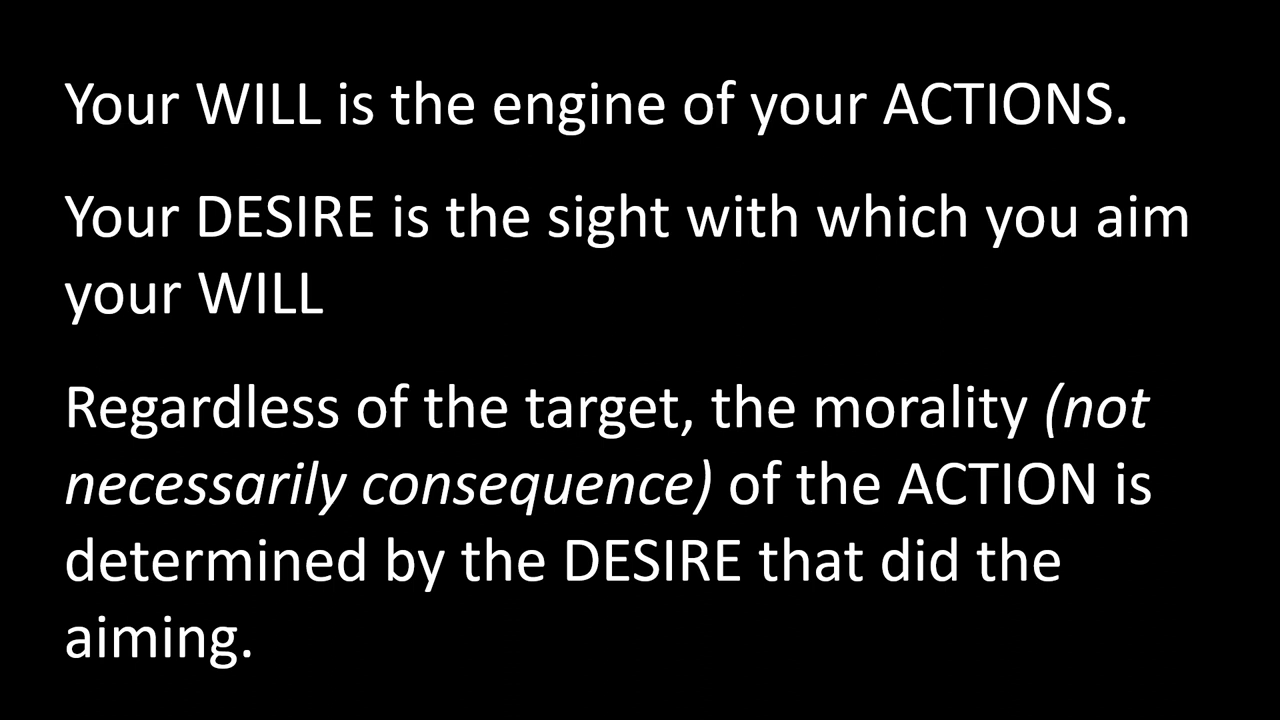 Your WILL is the engine of your ACTIONS.
Your DESIRE is the sight with which you aim
your WILL
Regardless of the target, the morality (not
necessarily consequence) of the ACTION is
determined by the DESIRE that did the
aiming.